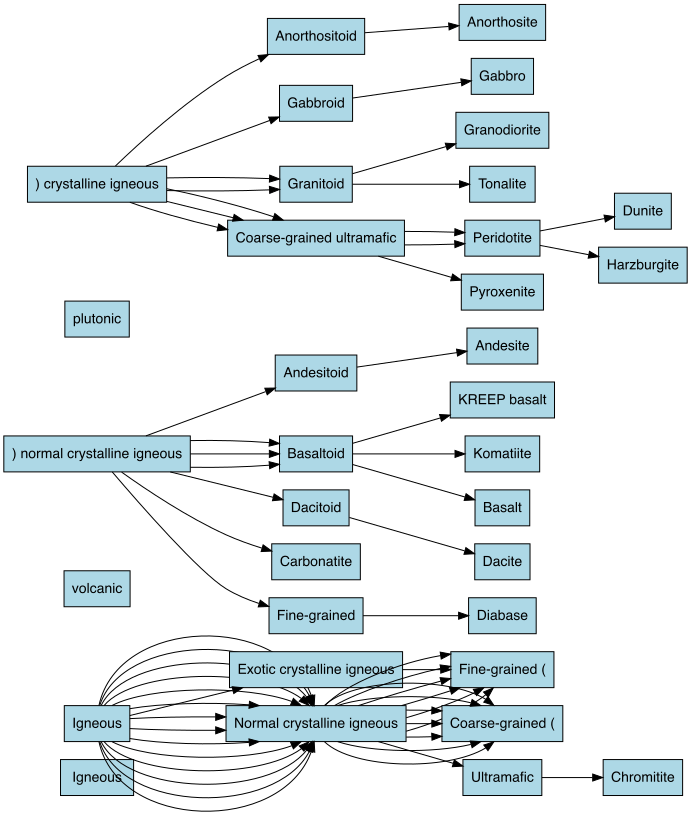 Anorthosite
Anorthositoid
Gabbro
Gabbroid
Granodiorite
) crystalline igneous
Granitoid
Tonalite
Dunite
Coarse-grained ultramafic
Peridotite
Harzburgite
Pyroxenite
plutonic
Andesite
Andesitoid
KREEP basalt
) normal crystalline igneous
Basaltoid
Komatiite
Dacitoid
Basalt
Carbonatite
Dacite
volcanic
Fine-grained
Diabase
Exotic crystalline igneous
Fine-grained (
Igneous
Normal crystalline igneous
Coarse-grained (
Igneous
Ultramafic
Chromitite